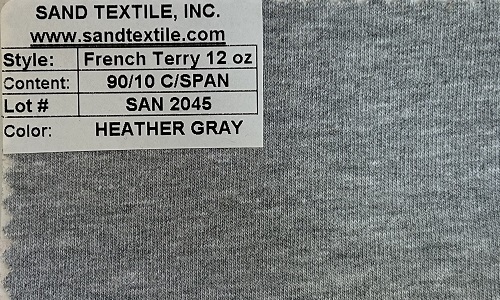 SAND TEXTILE, INC.
www.sandtextile.com
Style: French Terry 12 oz
Content: 90/10 C/SPAN
Lot # SAN 2045
Color: HEATHER GRAY